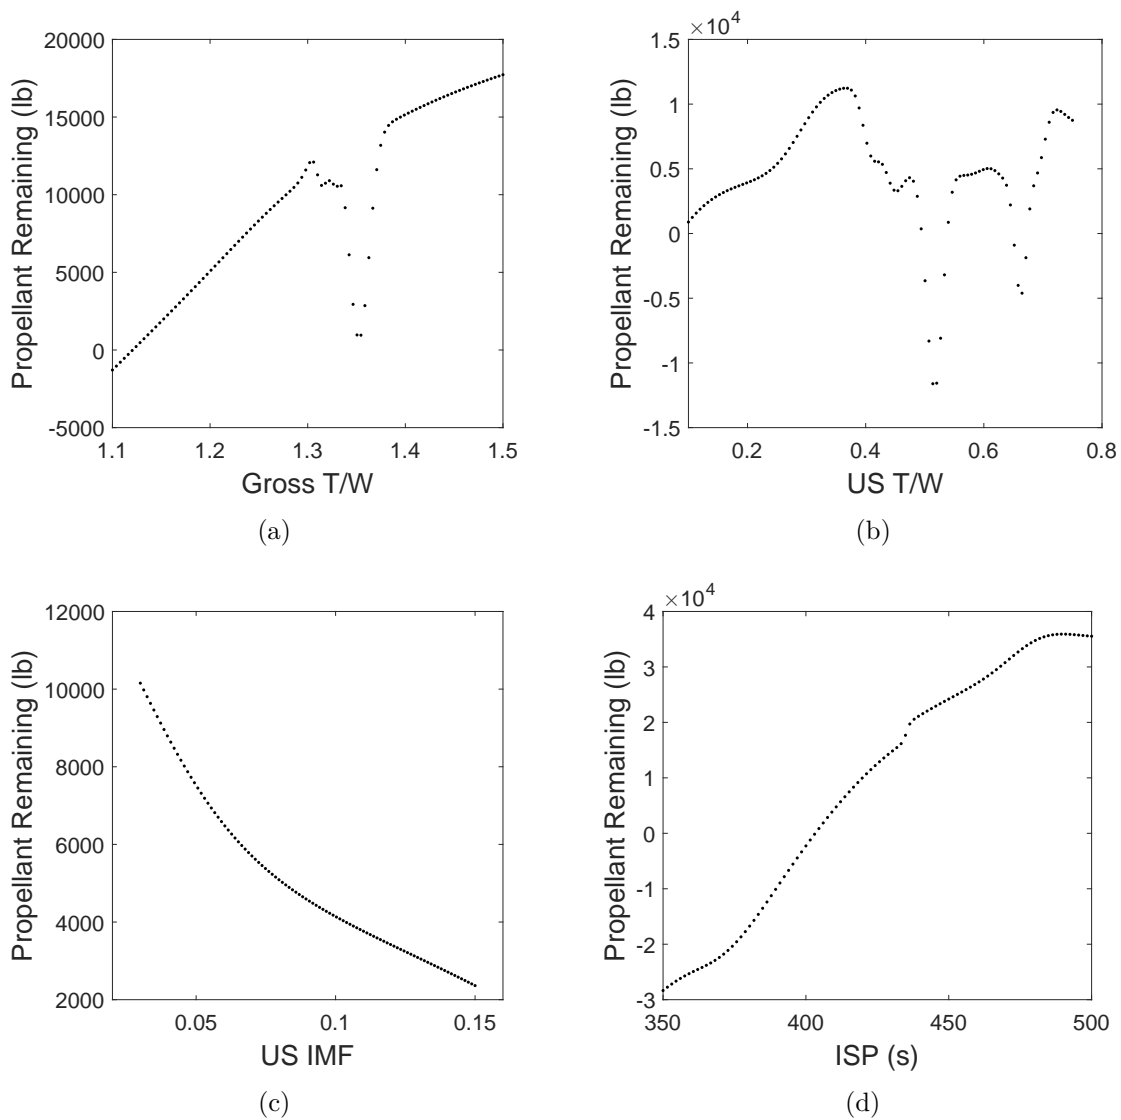 20000
15000
10000
5000
0
-5000
1.1 1.2 1.3 1.4 1.5
Propellant Remaining (lb)
Gross T/W
(a)
×10⁴
1.5
1
0.5
0
-0.5
-1
-1.5
0.2 0.4 0.6 0.8
Propellant Remaining (lb)
US T/W
(b)
12000
10000
8000
6000
4000
2000
0.05 0.1 0.15
Propellant Remaining (lb)
US IMF
(c)
×10⁴
4
3
2
1
0
-1
-2
-3
350 400 450 500
Propellant Remaining (lb)
ISP (s)
(d)